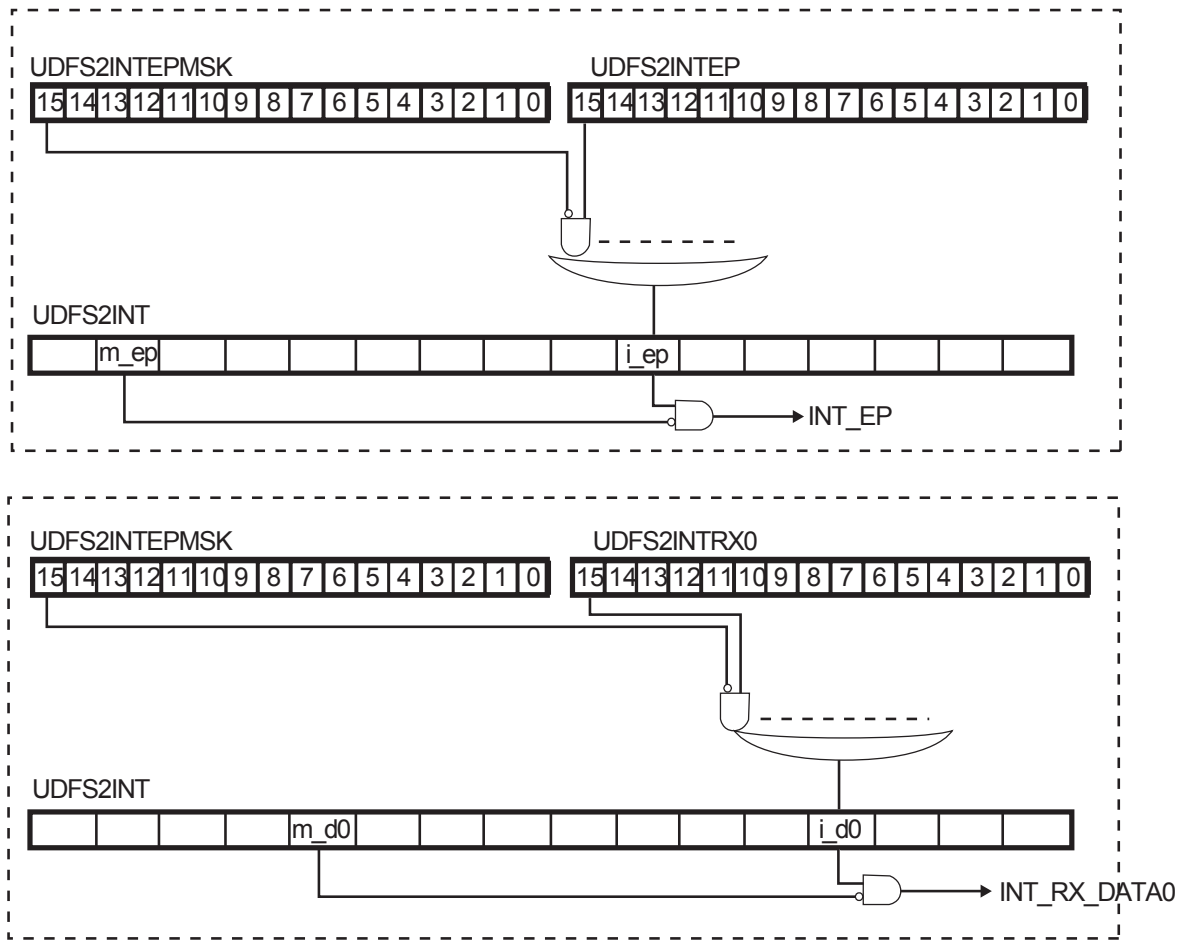 UDFS2INTEPMSK UDFS2INTEP
15 14 13 12 11 10 9 8 7 6 5 4 3 2 1 0 15 14 13 12 11 10 9 8 7 6 5 4 3 2 1 0
UDFS2INT
m_ep i_ep
INT_EP
UDFS2INTEPMSK UDFS2INTRX0
15 14 13 12 11 10 9 8 7 6 5 4 3 2 1 0 15 14 13 12 11 10 9 8 7 6 5 4 3 2 1 0
UDFS2INT
m_d0 i_d0
INT_RX_DATA0